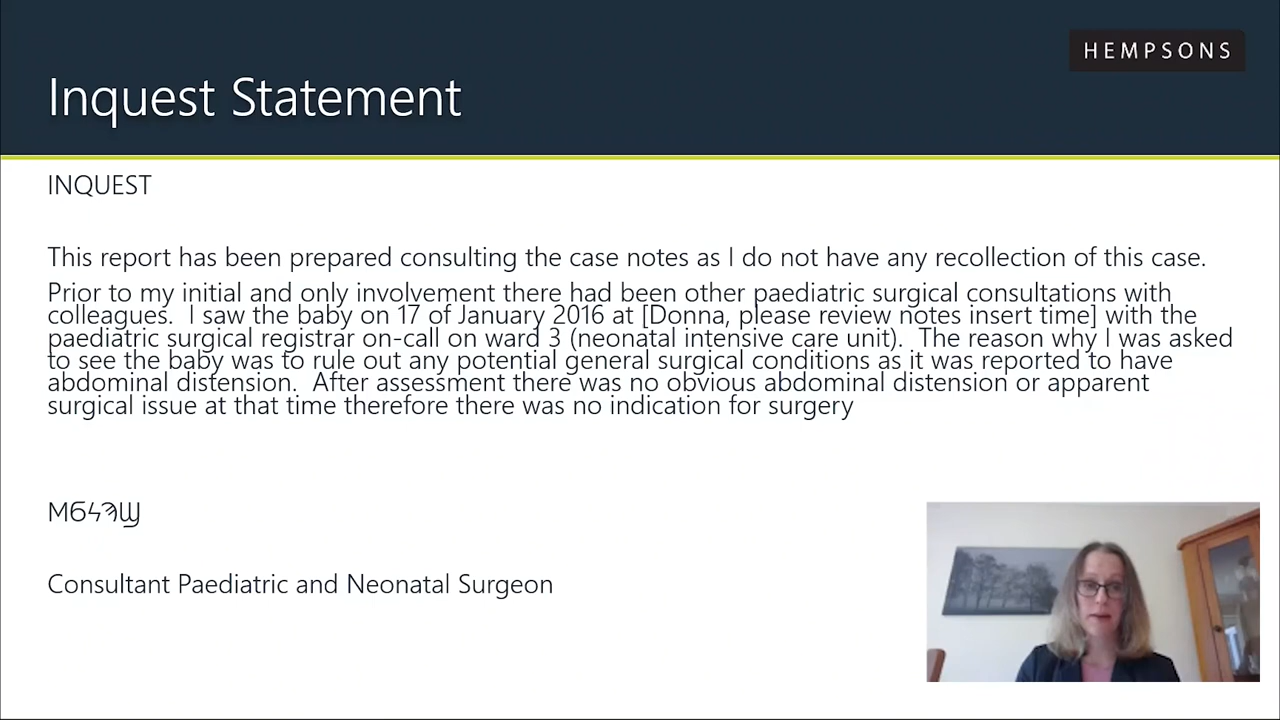 HEMPSONS
Inquest Statement
INQUEST
This report has been prepared consulting the case notes as I do not have any recollection of this case.
Prior to my initial and only involvement there had been other paediatric surgical consultations with
colleagues.  I saw the baby on 17 of January 2016 at [Donna, please review notes insert time] with the
paediatric surgical registrar on-call on ward 3 (neonatal intensive care unit).  The reason why I was asked
to see the baby was to rule out any potential general surgical conditions as it was reported to have
abdominal distension.  After assessment there was no obvious abdominal distension or apparent
surgical issue at that time therefore there was no indication for surgery
Consultant Paediatric and Neonatal Surgeon